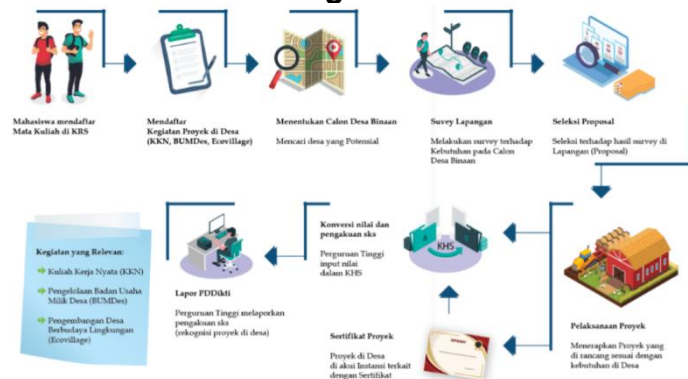 Mahasiswa mendaftar
Mata Kuliah di KRS
Mendaftar
Kegiatan Proyek di Desa
(KKN, BUMDes, Ecovillage)
Menentukan Calon Desa Binaan
Mencari desa yang Potensial
Suvey Lapangan
Melakukan survey terhadap
Kebutuhan pada Calon
Desa Binaan
Seleksi Proposal
Seleksi terhadap hasil survey di
Lapangan (Proposal)
Pelaksanaan Proyek
Menerapkan Proyek yang
di rancang sesuai dengan
kebutuhan di Desa
Sertifikat Proyek
Proyek di Desa
di akui Instansi terkait
dengan Sertifikat
Konversi nilai dan
pengakuan sks
Perguruan Tinggi
input nilai
dalam KHS
KHS
Lapor PDDikti
Perguruan Tinggi melaporkan
pengakuan sks
(rekognisi proyek di desa)
Kegiatan yang Relevan:
Kuliah Kerja Nyata (KKN)
Pengelolaan Badan Usaha
Milik Desa (BUMDes)
Pengembangan Desa
Berbudaya Lingkungan
(Ecovillage)